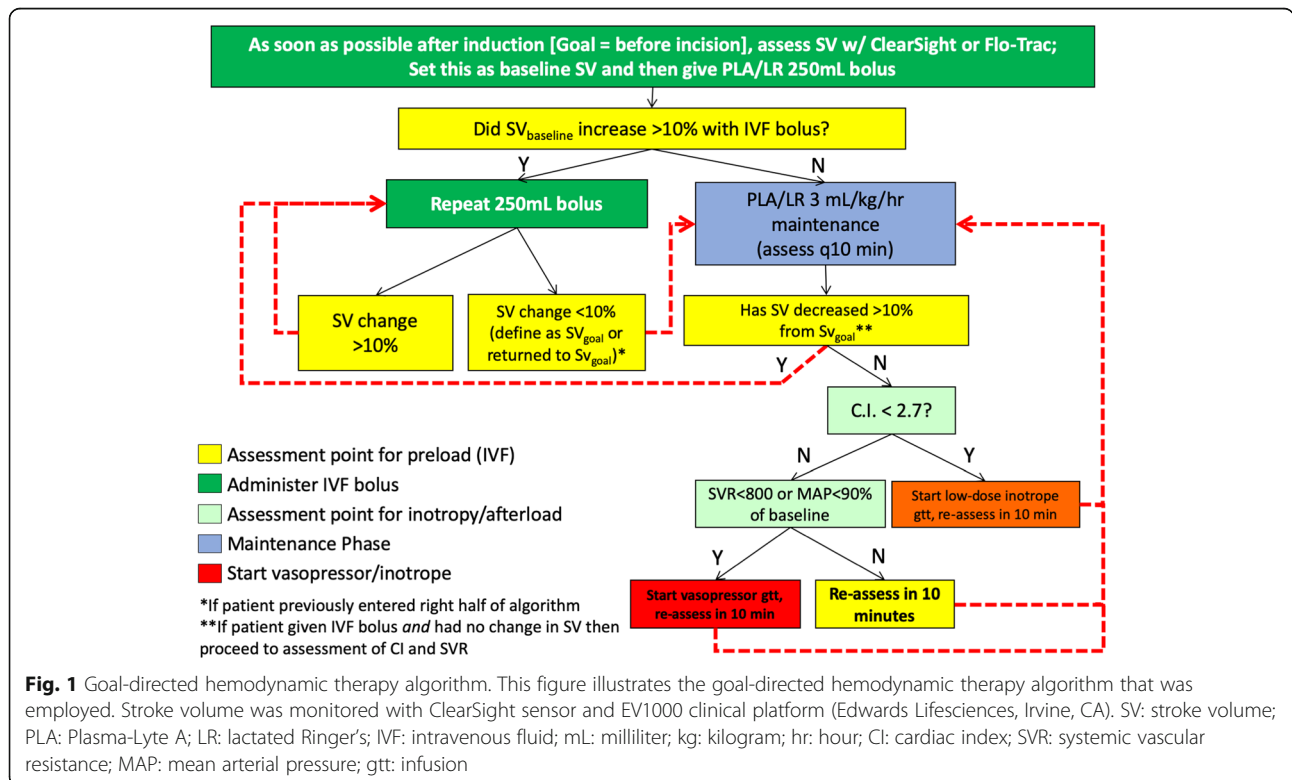 As soon as possible after induction [Goal = before incision], assess SV w/ ClearSight or Flo-Trac;
Set this as baseline SV and then give PLA/LR 250mL bolus
Did SVbaseline increase >10% with IVF bolus?
Y
N
Repeat 250mL bolus
PLA/LR 3 mL/kg/hr
maintenance
(assess q10 min)
SV change
>10%
SV change <10%
(define as SVgoal or
returned to Svgoal)*
Has SV decreased >10%
from Svgoal**
Y
N
C.I. < 2.7?
N
Y
SVR<800 or MAP<90%
of baseline
Start low-dose inotrope
gtt, re-assess in 10 min
Y
N
Start vasopressor gtt,
re-assess in 10 min
Re-assess in 10
minutes
Assessment point for preload (IVF)
Administer IVF bolus
Assessment point for inotropy/afterload
Maintenance Phase
Start vasopressor/inotrope
*If patient previously entered right half of algorithm
**If patient given IVF bolus and had no change in SV then
proceed to assessment of CI and SVR
Fig. 1 Goal-directed hemodynamic therapy algorithm. This figure illustrates the goal-directed hemodynamic therapy algorithm that was
employed. Stroke volume was monitored with ClearSight sensor and EV1000 clinical platform (Edwards Lifesciences, Irvine, CA). SV: stroke volume;
PLA: Plasma-Lyte A; LR: lactated Ringer's; IVF: intravenous fluid; mL: milliliter; kg: kilogram; hr: hour; CI: cardiac index; SVR: systemic vascular
resistance; MAP: mean arterial pressure; gtt: infusion